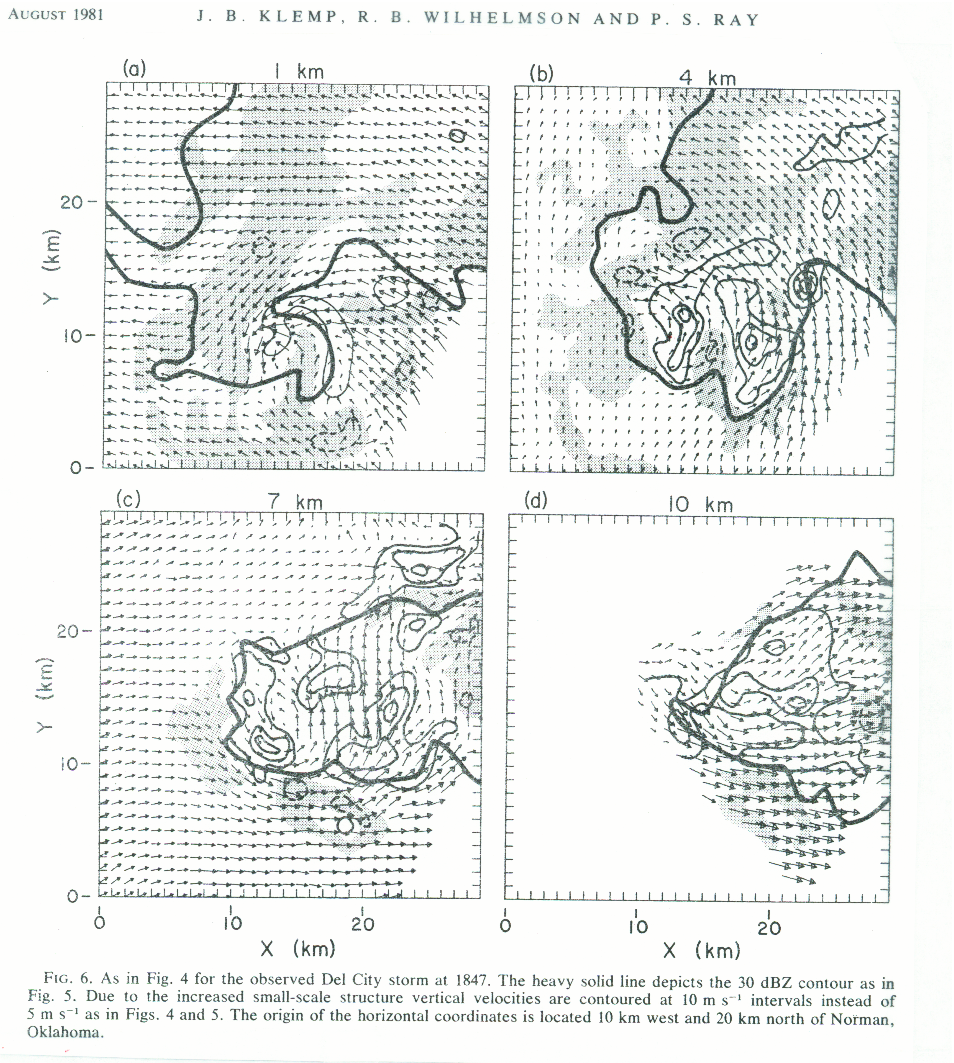 AUGUST 1981 J. B. KLEMP, R. B. WILHELMSON AND P. S. RAY
(a) 1 km
(b) 4 km
20
10
0
Y (km)
(c) 7 km
(d) 10 km
20
10
0
Y (km)
0 10 20
0 10 20
X (km)
X (km)
FIG. 6. As in Fig. 4 for the observed Del City storm at 1847. The heavy solid line depicts the 30 dBZ contour as in
Fig. 5. Due to the increased small-scale structure vertical velocities are contoured at 10 m s⁻¹ intervals instead of
5 m s⁻¹ as in Figs. 4 and 5. The origin of the horizontal coordinates is located 10 km west and 20 km north of Norman,
Oklahoma.